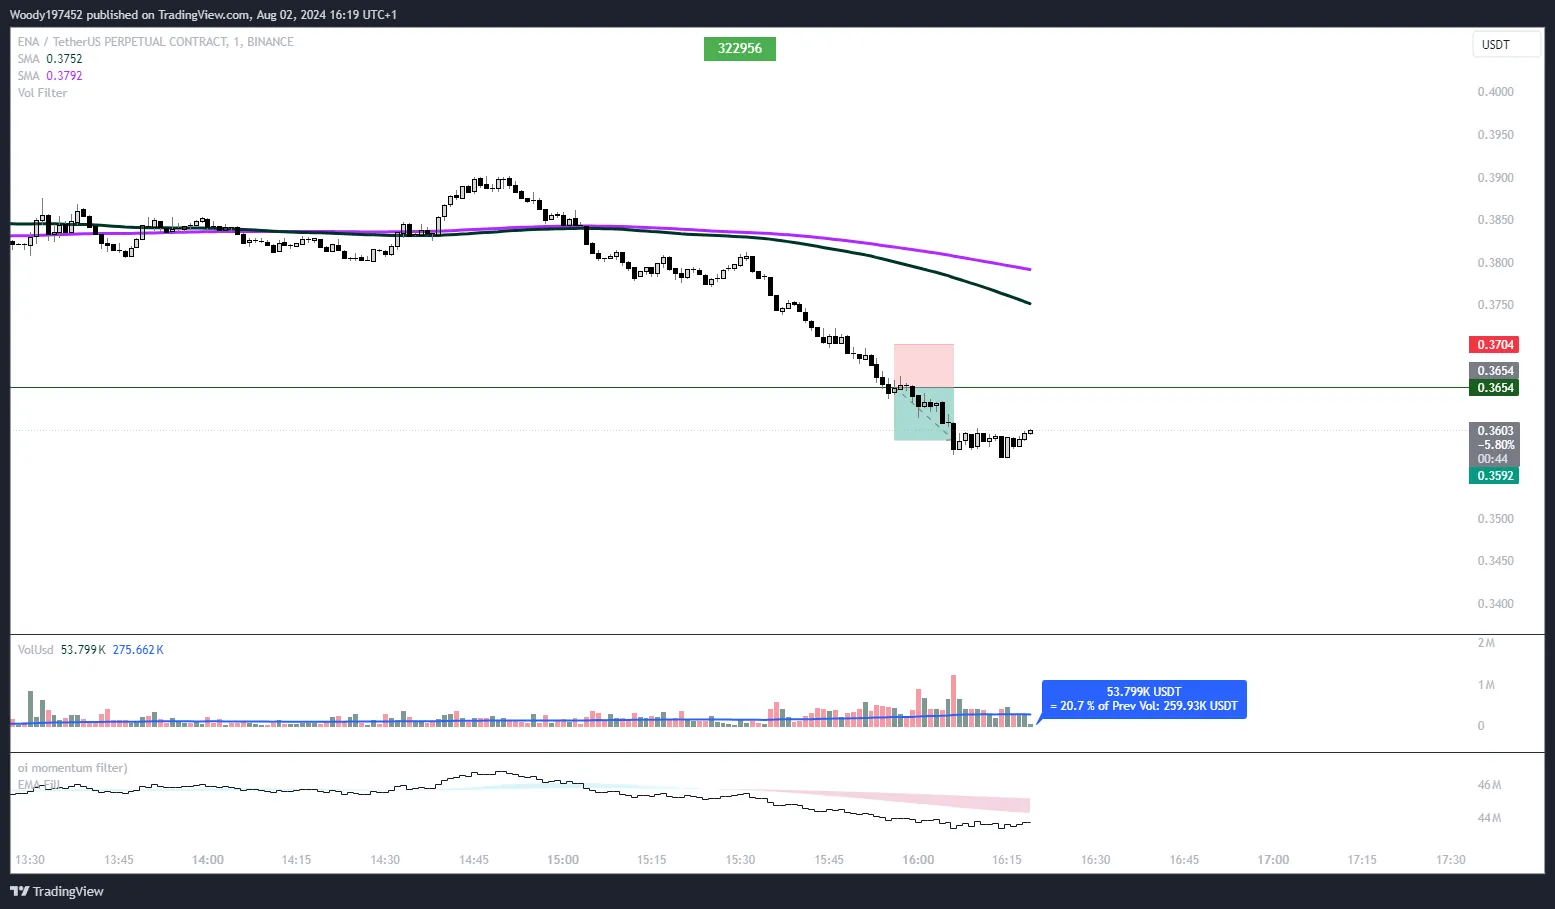 Woody197452 published on TradingView.com, Aug 02, 2024 16:19 UTC+1
ENA / TetherUS PERPETUAL CONTRACT, 1, BINANCE
SMA 0.3752
SMA 0.3792
Vol Filter
322956
USDT
0.4000
0.3950
0.3900
0.3850
0.3800
0.3750
0.3704
0.3654
0.3654
0.3603
−5.80%
00:44
0.3592
0.3500
0.3450
0.3400
VolUsd 53.799K 275.662K
2M
1M
0
53.799K USDT
= 20.7 % of Prev Vol: 259.93K USDT
oi momentum filter)
EMA Fill
46M
44M
13:30 13:45 14:00 14:15 14:30 14:45 15:00 15:15 15:30 15:45 16:00 16:15 16:30 16:45 17:00 17:15 17:30
TradingView